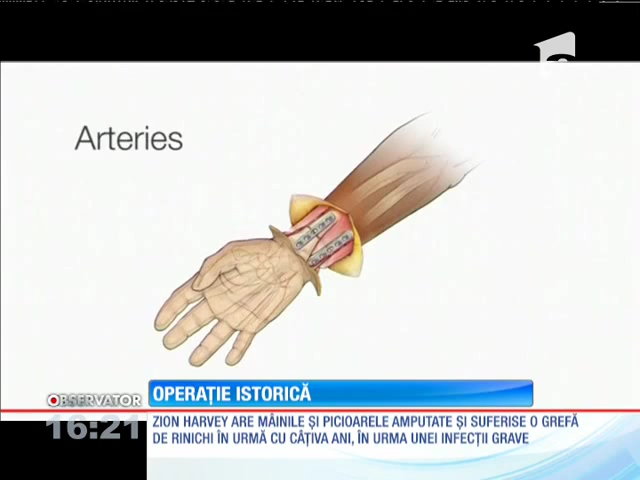 Arteries
OPERAȚIE ISTORICĂ
OBSERVATOR
16:21
ZION HARVEY ARE MÂINILE ȘI PICIOARELE AMPUTATE ȘI SUFERISE O GREFĂ
DE RINICHI ÎN URMĂ CU CÂȚIVA ANI, ÎN URMA UNEI INFECȚII GRAVE